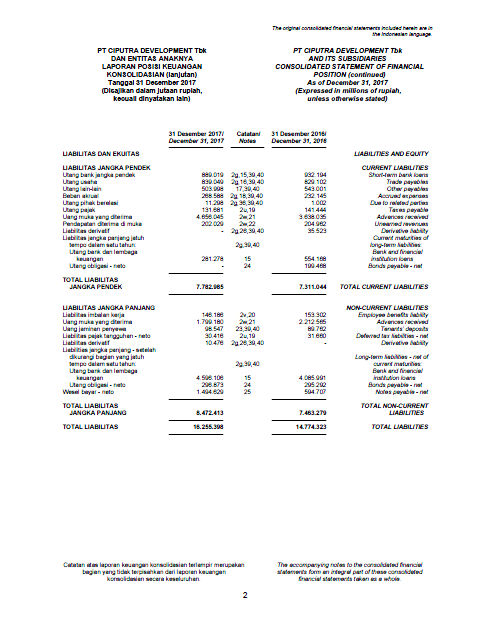 The original consolidated financial statements included herein are in
the Indonesian language.
PT CIPUTRA DEVELOPMENT Tbk
DAN ENTITAS ANAKNYA
LAPORAN POSISI KEUANGAN
KONSOLIDASIAN (lanjutan)
Tanggal 31 Desember 2017
(Disajikan dalam jutaan rupiah,
kecuali dinyatakan lain)
PT CIPUTRA DEVELOPMENT Tbk
AND ITS SUBSIDIARIES
CONSOLIDATED STATEMENT OF FINANCIAL
POSITION (continued)
As of December 31, 2017
(Expressed in millions of rupiah,
unless otherwise stated)
31 Desember 2017/ Catatan/ 31 Desember 2016/
December 31, 2017 Notes December 31, 2016
LIABILITAS DAN EKUITAS LIABILITIES AND EQUITY
LIABILITAS JANGKA PENDEK CURRENT LIABILITIES
Utang bank jangka pendek 889.019 2g,15,39,40 932.194 Short-term bank loans
Utang usaha 839.049 2g,16,39,40 829.102 Trade payables
Utang lain-lain 503.998 17,39,40 543.001 Other payables
Beban akrual 268.588 2g,18,39,40 232.145 Accrued expenses
Utang pihak berelasi 11.298 2g,36,39,40 1.002 Due to related parties
Utang pajak 131.681 2u,19 141.444 Taxes payable
Uang muka yang diterima 4.656.045 2w,21 3.638.035 Advances received
Pendapatan diterima di muka 202.029 2w,22 204.962 Unearned revenues
Liabilitas derivatif - 2g,26,39,40 35.523 Derivative liability
Liabilitas jangka panjang jatuh Current maturities of
tempo dalam satu tahun: 2g,39,40 long-term liabilities:
Utang bank dan lembaga Bank and financial
keuangan 281.278 15 554.168 institution loans
Utang obligasi - neto - 24 199.468 Bonds payable - net
TOTAL LIABILITAS
JANGKA PENDEK 7.782.985 7.311.044 TOTAL CURRENT LIABILITIES
LIABILITAS JANGKA PANJANG NON-CURRENT LIABILITIES
Liabilitas imbalan kerja 146.186 2v,20 153.302 Employee benefits liability
Uang muka yang diterima 1.799.180 2w,21 2.212.565 Advances received
Uang jaminan penyewa 98.547 23,39,40 89.762 Tenants' deposits
Liabilitas pajak tangguhan - neto 30.416 2u,19 31.660 Deferred tax liabilities - net
Liabilitas derivatif 10.476 2g,26,39,40 - Derivative liability
Liabilitas jangka panjang - setelah
dikurangi bagian yang jatuh Long-term liabilities - net of
tempo dalam satu tahun: 2g,39,40 current maturities:
Utang bank dan lembaga Bank and financial
keuangan 4.596.106 15 4.085.991 institution loans
Utang obligasi - neto 296.873 24 295.292 Bonds payable - net
Wesel bayar - neto 1.494.629 25 594.707 Notes payable - net
TOTAL LIABILITAS TOTAL NON-CURRENT
JANGKA PANJANG 8.472.413 7.463.279 LIABILITIES
TOTAL LIABILITAS 16.255.398 14.774.323 TOTAL LIABILITIES
Catatan atas laporan keuangan konsolidasian terlampir merupakan
bagian yang tidak terpisahkan dari laporan keuangan
konsolidasian secara keseluruhan.
The accompanying notes to the consolidated financial
statements form an integral part of these consolidated
financial statements taken as a whole.
2